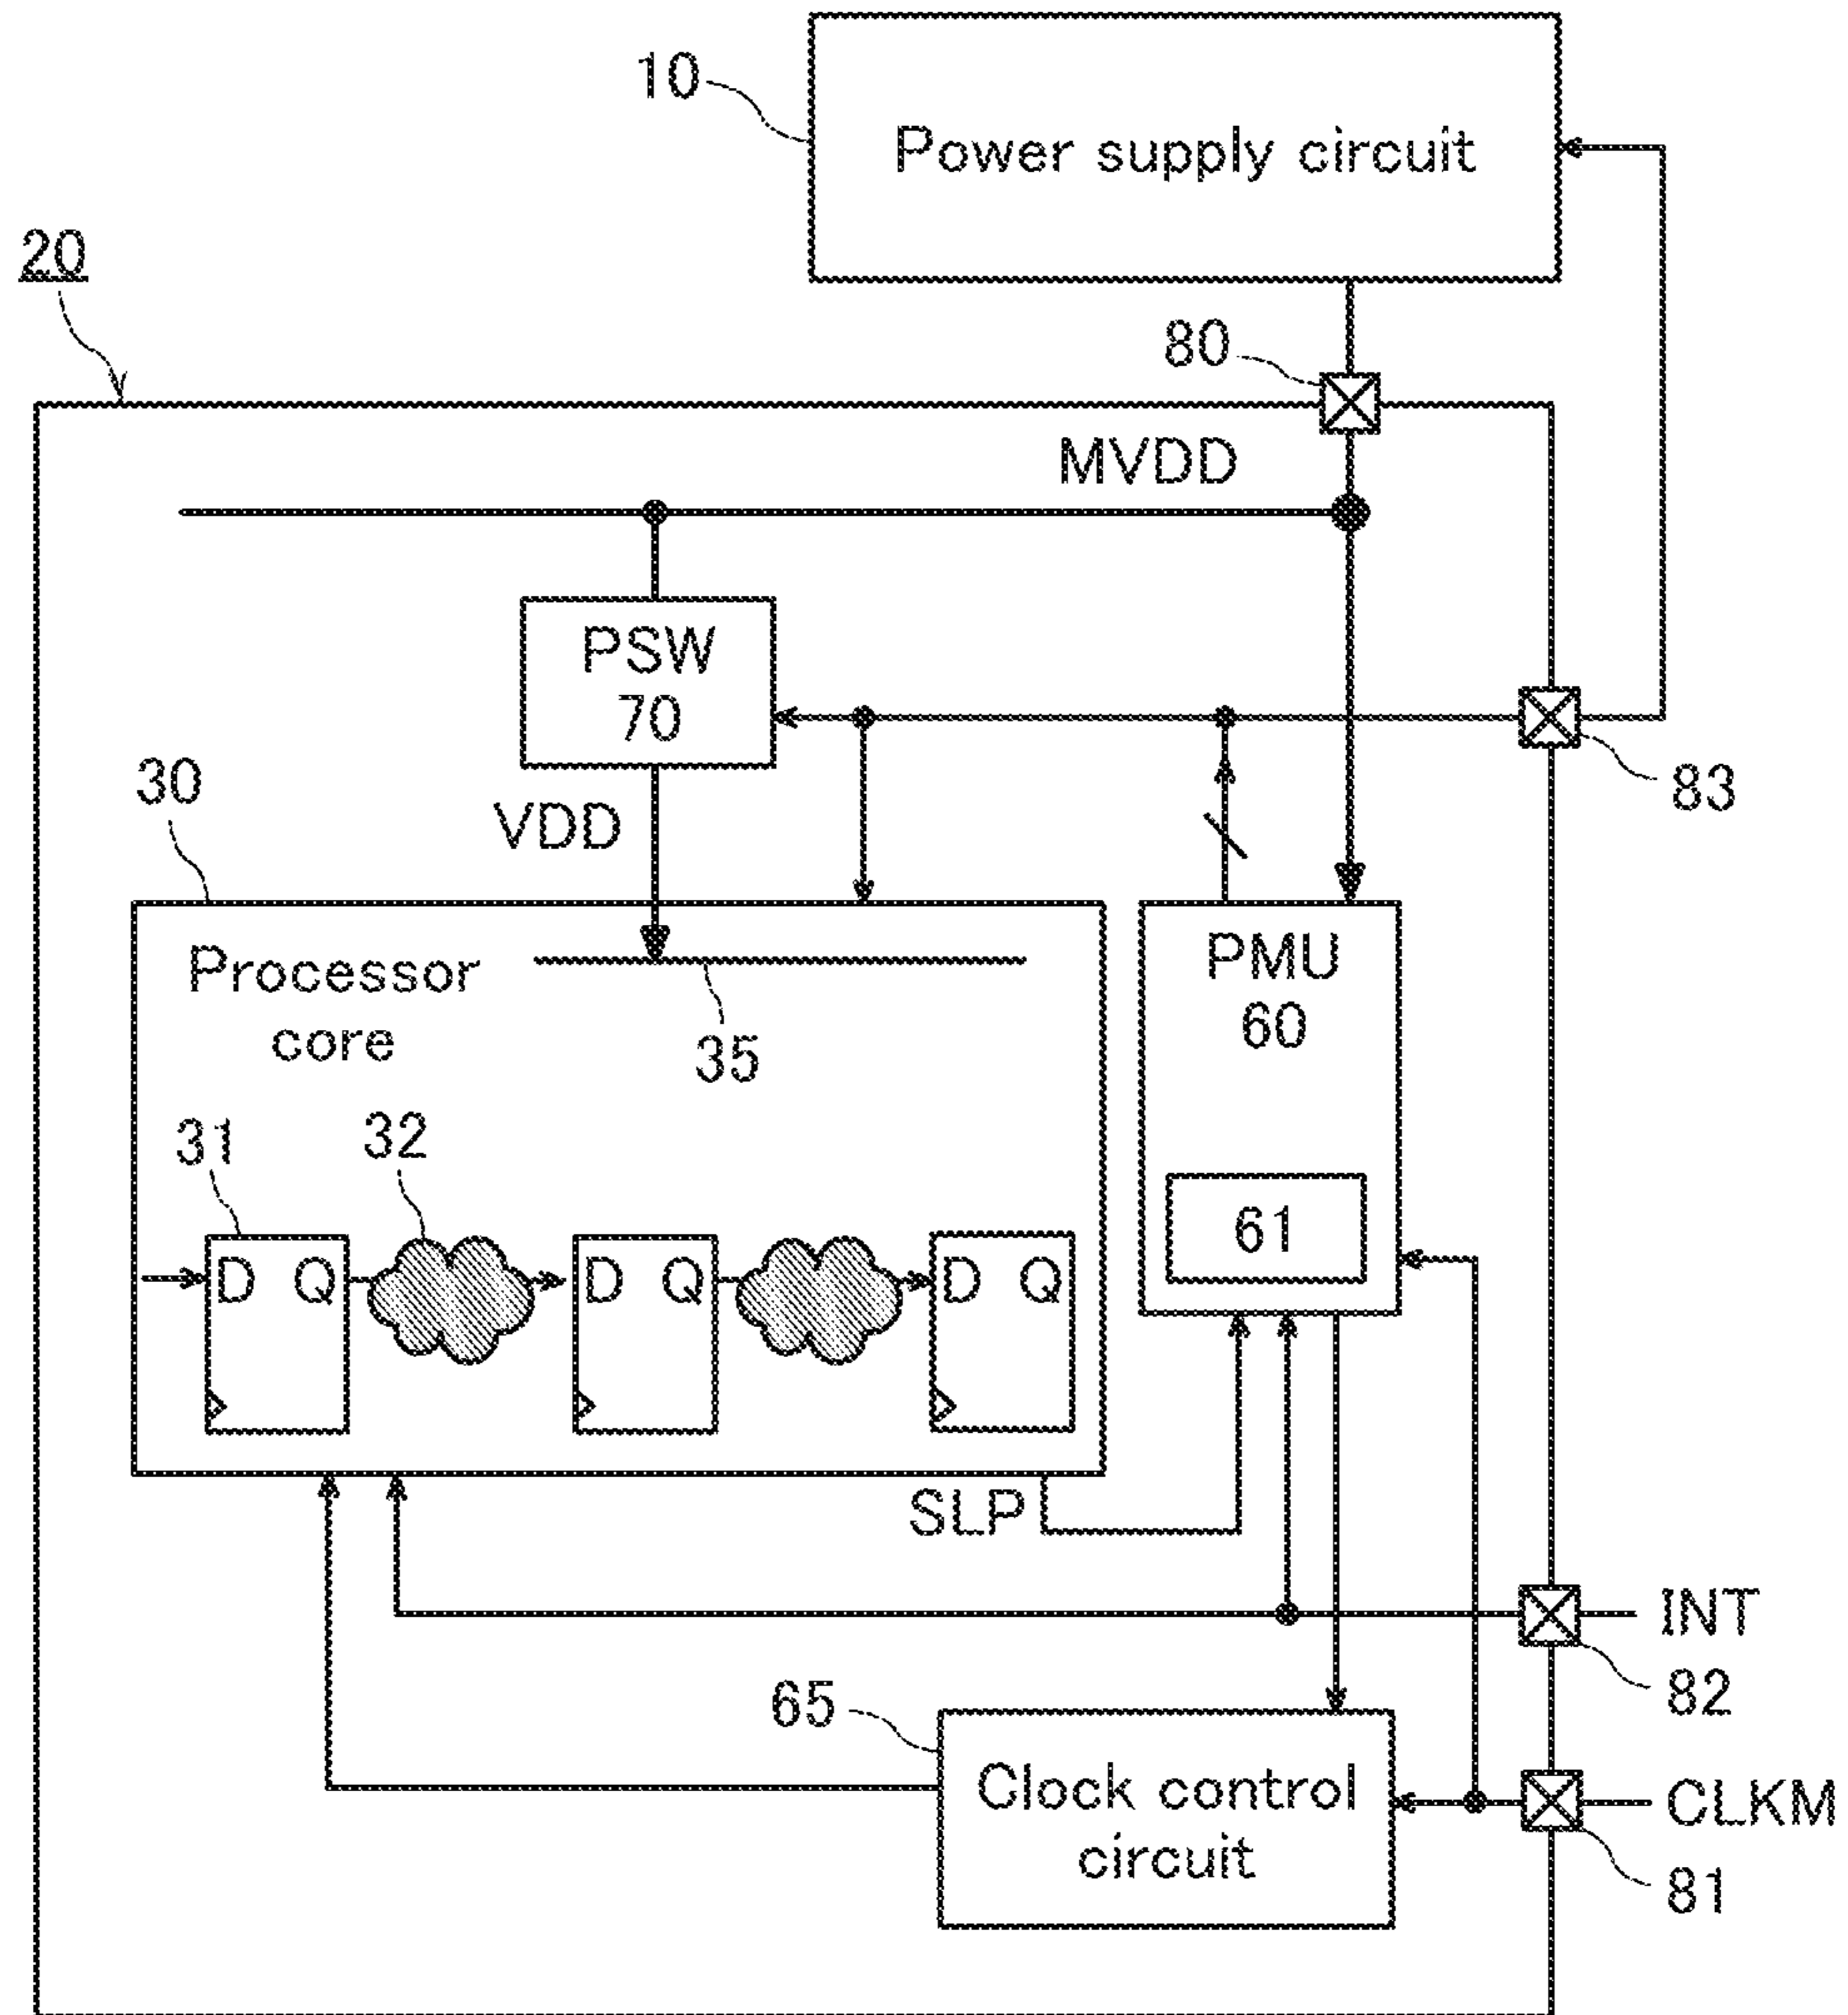 10
Power supply circuit
20
80
MVDD
PSW
70
83
30
VDD
Processor
core
35
PMU
60
31
32
61
D Q
D Q
D Q
SLP
INT
82
65
Clock control
circuit
CLKM
81